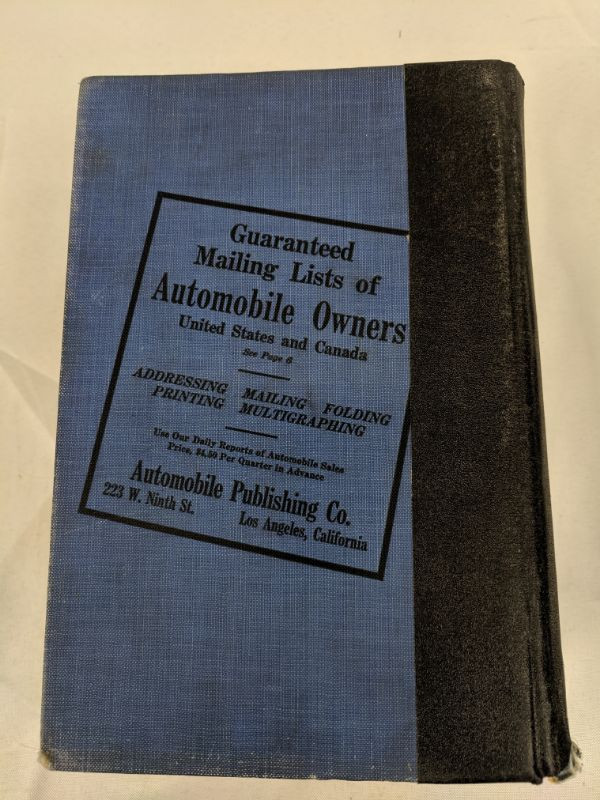 Guaranteed
Mailing Lists of
Automobile Owners
United States and Canada
See Page 6
ADDRESSING MAILING FOLDING
PRINTING MULTIGRAPHING
Use Our Daily Reports of Automobile Sales
Price, $4.50 Per Quarter in Advance
Automobile Publishing Co.
223 W. Ninth St. Los Angeles, California